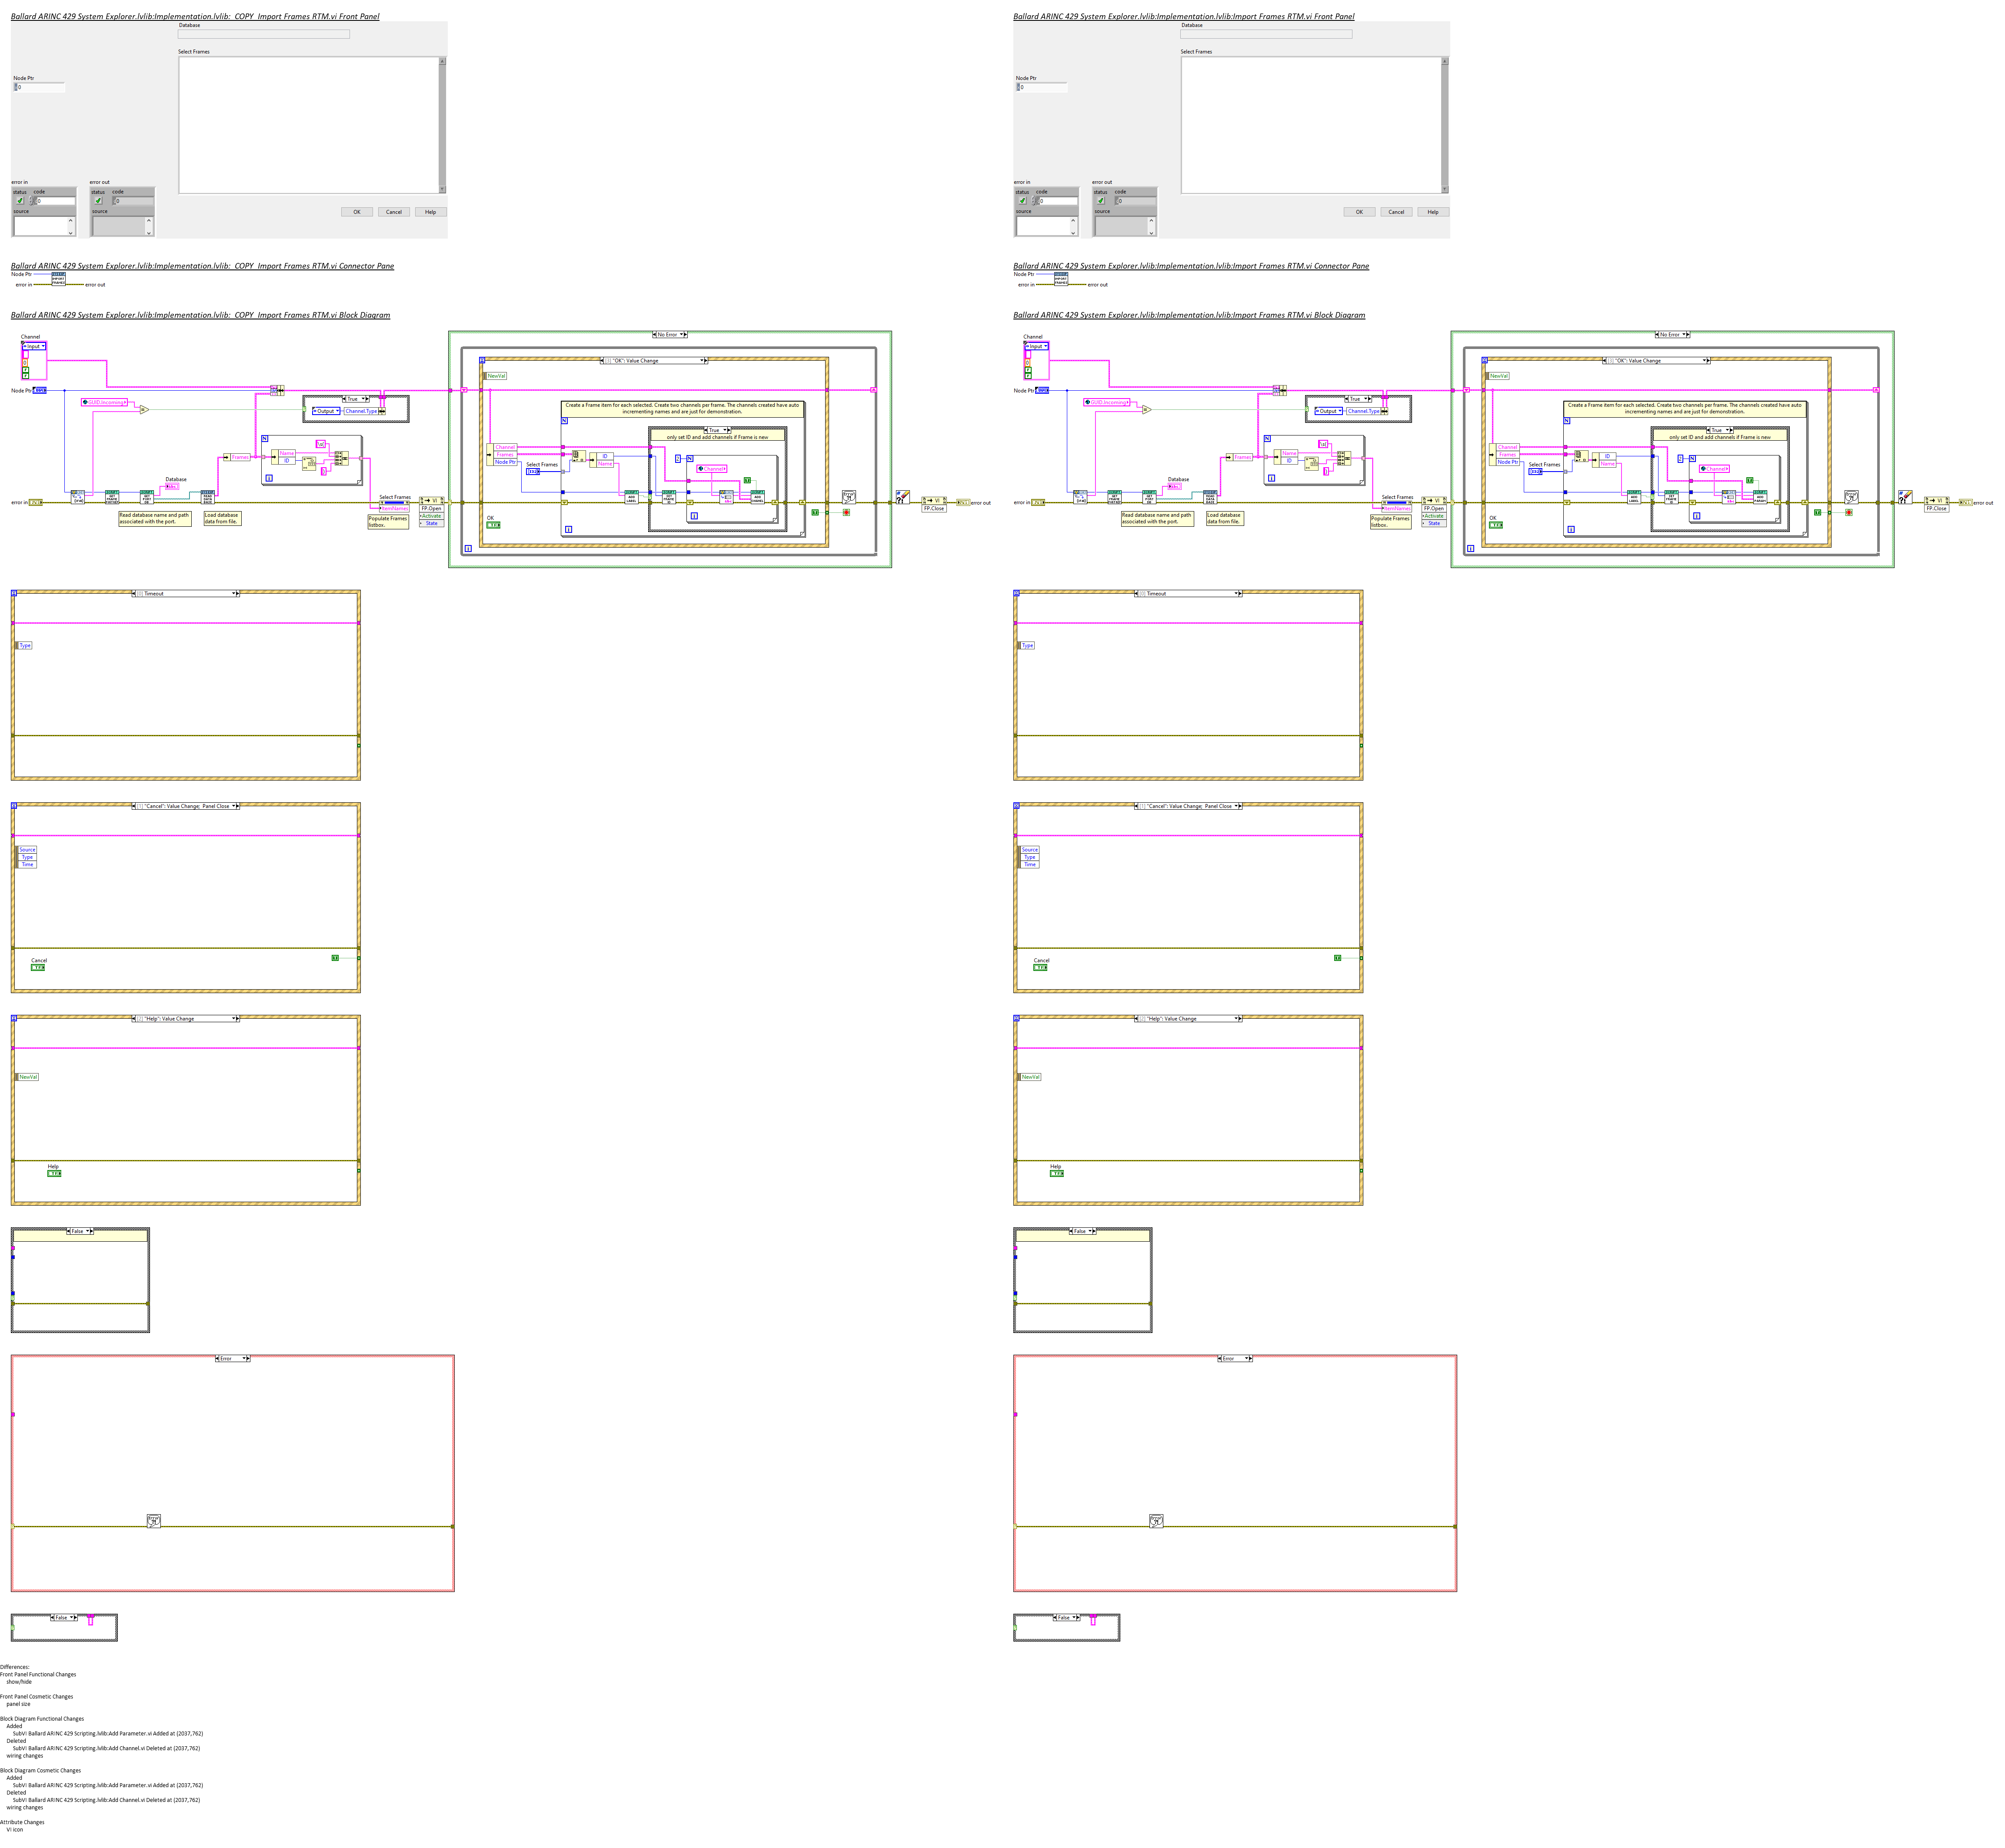 Ballard ARINC 429 System Explorer.lvlib:Implementation.lvlib:_COPY_Import Frames RTM.vi Front Panel
Database
Select Frames
Node Ptr
0
error in
error out
status code
status code
0
0
source
source
OK
Cancel
Help
Ballard ARINC 429 System Explorer.lvlib:Implementation.lvlib:_COPY_Import Frames RTM.vi Connector Pane
Node Ptr
error in
error out
Ballard ARINC 429 System Explorer.lvlib:Implementation.lvlib:_COPY_Import Frames RTM.vi Block Diagram
Channel
Input
Node Ptr
GUID.Incoming
True
Output
Channel.Type
Name
ID
Frames
Database
error in
Read database name and path
associated with the port.
Load database
data from file.
Select Frames
ItemNames
Populate Frames
listbox.
VI
FP.Open
Activate
State
No Error
[3] "OK": Value Change
NewVal
Create a Frame item for each selected. Create two channels per frame. The channels created have auto
incrementing names and are just for demonstration.
True
only set ID and add channels if Frame is new
Channel
Frames
Node Ptr
Select Frames
ID
Name
Channel
OK
VI
FP.Close
error out
[0] Timeout
Type
[1] "Cancel": Value Change; Panel Close
Source
Type
Time
Cancel
[2] "Help": Value Change
NewVal
Help
False
Error
False
Differences:
Front Panel Functional Changes
show/hide
Front Panel Cosmetic Changes
panel size
Block Diagram Functional Changes
Added
SubVI Ballard ARINC 429 Scripting.lvlib:Add Parameter.vi Added at (2037,762)
Deleted
SubVI Ballard ARINC 429 Scripting.lvlib:Add Channel.vi Deleted at (2037,762)
wiring changes
Block Diagram Cosmetic Changes
Added
SubVI Ballard ARINC 429 Scripting.lvlib:Add Parameter.vi Added at (2037,762)
Deleted
SubVI Ballard ARINC 429 Scripting.lvlib:Add Channel.vi Deleted at (2037,762)
wiring changes
Attribute Changes
VI icon
Ballard ARINC 429 System Explorer.lvlib:Implementation.lvlib:Import Frames RTM.vi Front Panel
Database
Select Frames
Node Ptr
0
error in
error out
status code
status code
0
0
source
source
OK
Cancel
Help
Ballard ARINC 429 System Explorer.lvlib:Implementation.lvlib:Import Frames RTM.vi Connector Pane
Node Ptr
error in
error out
Ballard ARINC 429 System Explorer.lvlib:Implementation.lvlib:Import Frames RTM.vi Block Diagram
Channel
Input
Node Ptr
GUID.Incoming
True
Output
Channel.Type
Name
ID
Frames
Database
error in
Read database name and path
associated with the port.
Load database
data from file.
Select Frames
ItemNames
Populate Frames
listbox.
VI
FP.Open
Activate
State
No Error
[3] "OK": Value Change
NewVal
Create a Frame item for each selected. Create two channels per frame. The channels created have auto
incrementing names and are just for demonstration.
True
only set ID and add channels if Frame is new
Channel
Frames
Node Ptr
Select Frames
ID
Name
Channel
OK
VI
FP.Close
error out
[0] Timeout
Type
[1] "Cancel": Value Change; Panel Close
Source
Type
Time
Cancel
[2] "Help": Value Change
NewVal
Help
False
Error
False